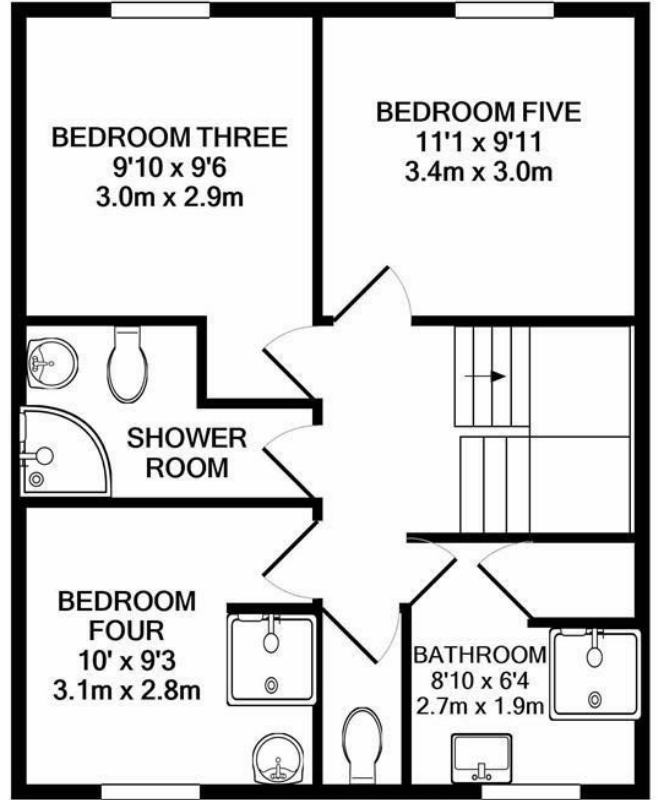 BEDROOM THREE
9'10 x 9'6
3.0m x 2.9m
BEDROOM FIVE
11'1 x 9'11
3.4m x 3.0m
SHOWER
ROOM
BEDROOM
FOUR
10' x 9'3
3.1m x 2.8m
BATHROOM
8'10 x 6'4
2.7m x 1.9m